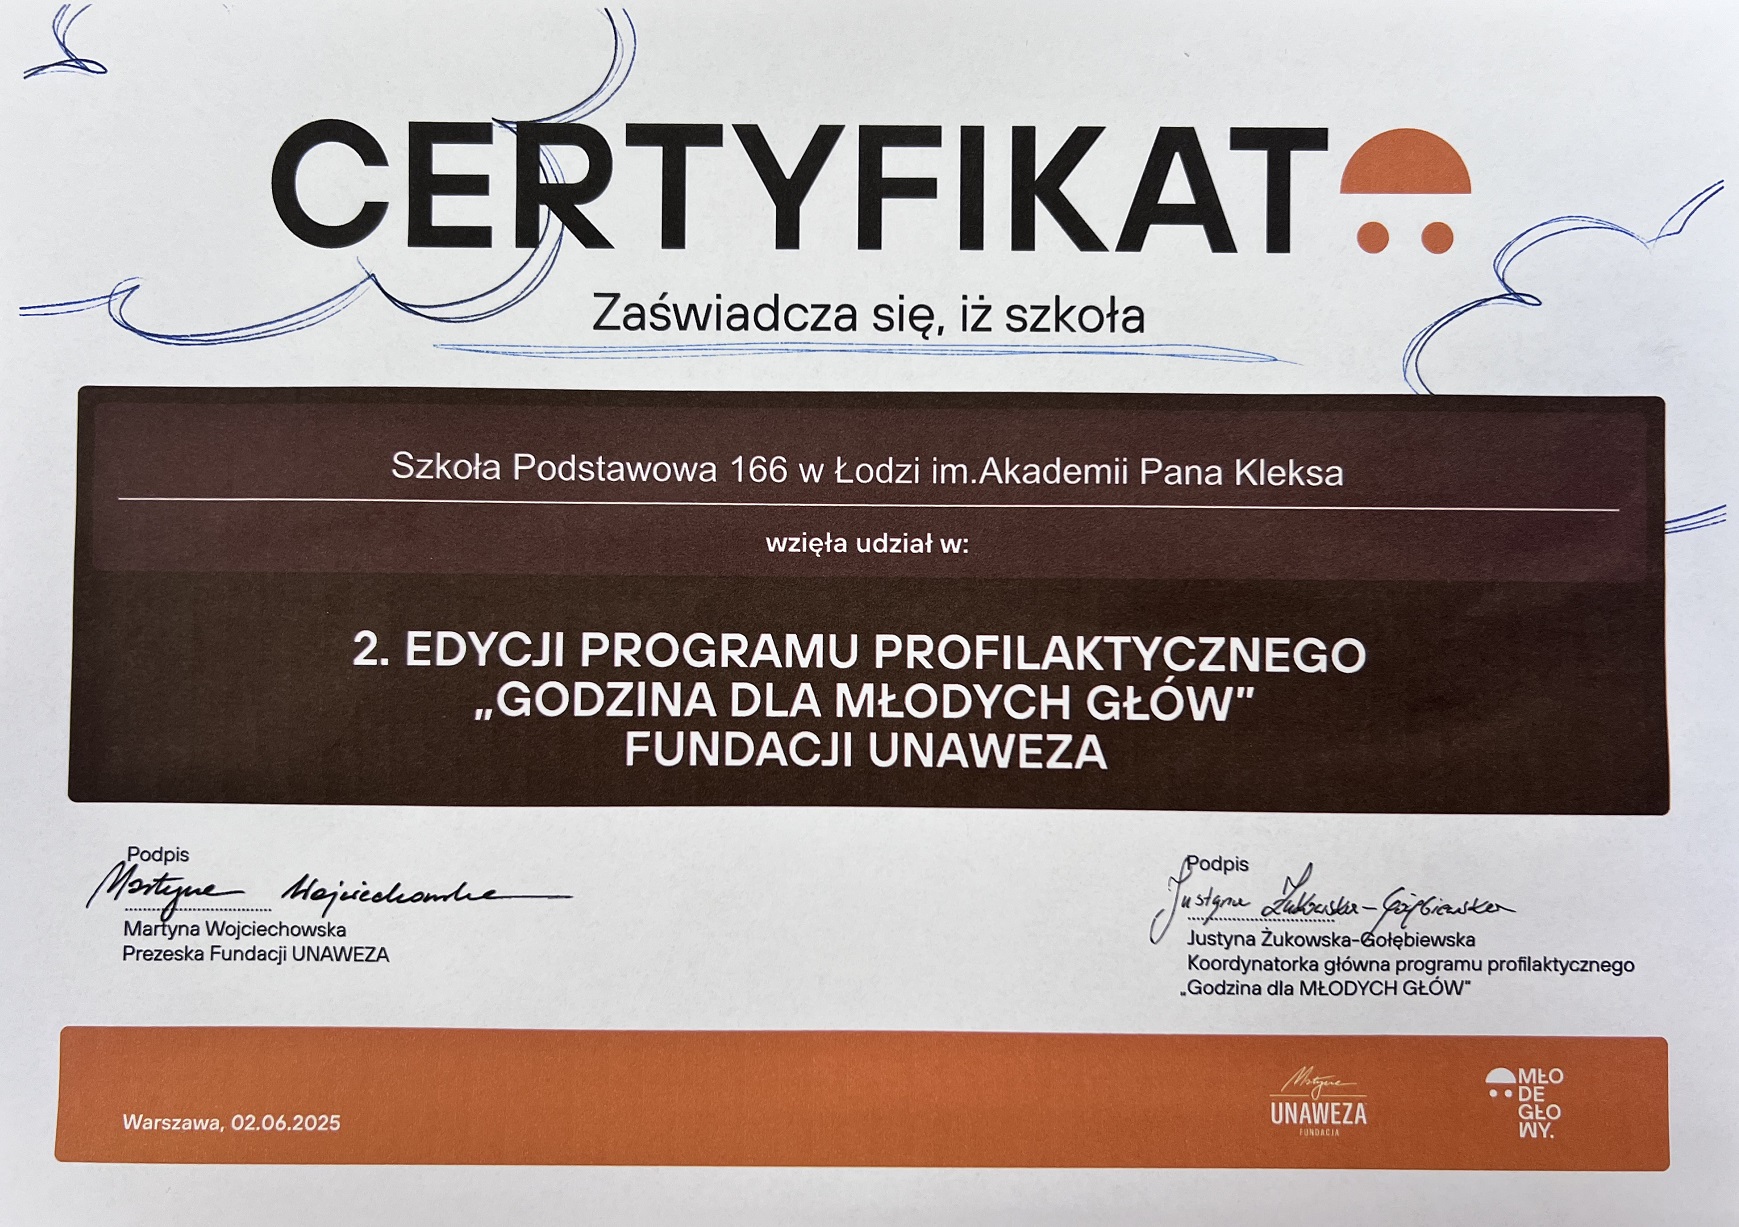 CERTYFIKAT
Zaświadcza się, iż szkoła
Szkoła Podstawowa 166 w Łodzi im.Akademii Pana Kleksa
wzięła udział w:
2. EDYCJI PROGRAMU PROFILAKTYCZNEGO
„GODZINA DLA MŁODYCH GŁÓW”
FUNDACJI UNAWEZA
Podpis
Martyna Wojciechowska
Martyna Wojciechowska
Prezeska Fundacji UNAWEZA
Podpis
Justyna Żukowska-Gołębiewska
Justyna Żukowska-Gołębiewska
Koordynatorka główna programu profilaktycznego
„Godzina dla MŁODYCH GŁÓW”
Warszawa, 02.06.2025
Martyna
UNAWEZA
FUNDACJA
MŁO
DE
GŁO
WY.